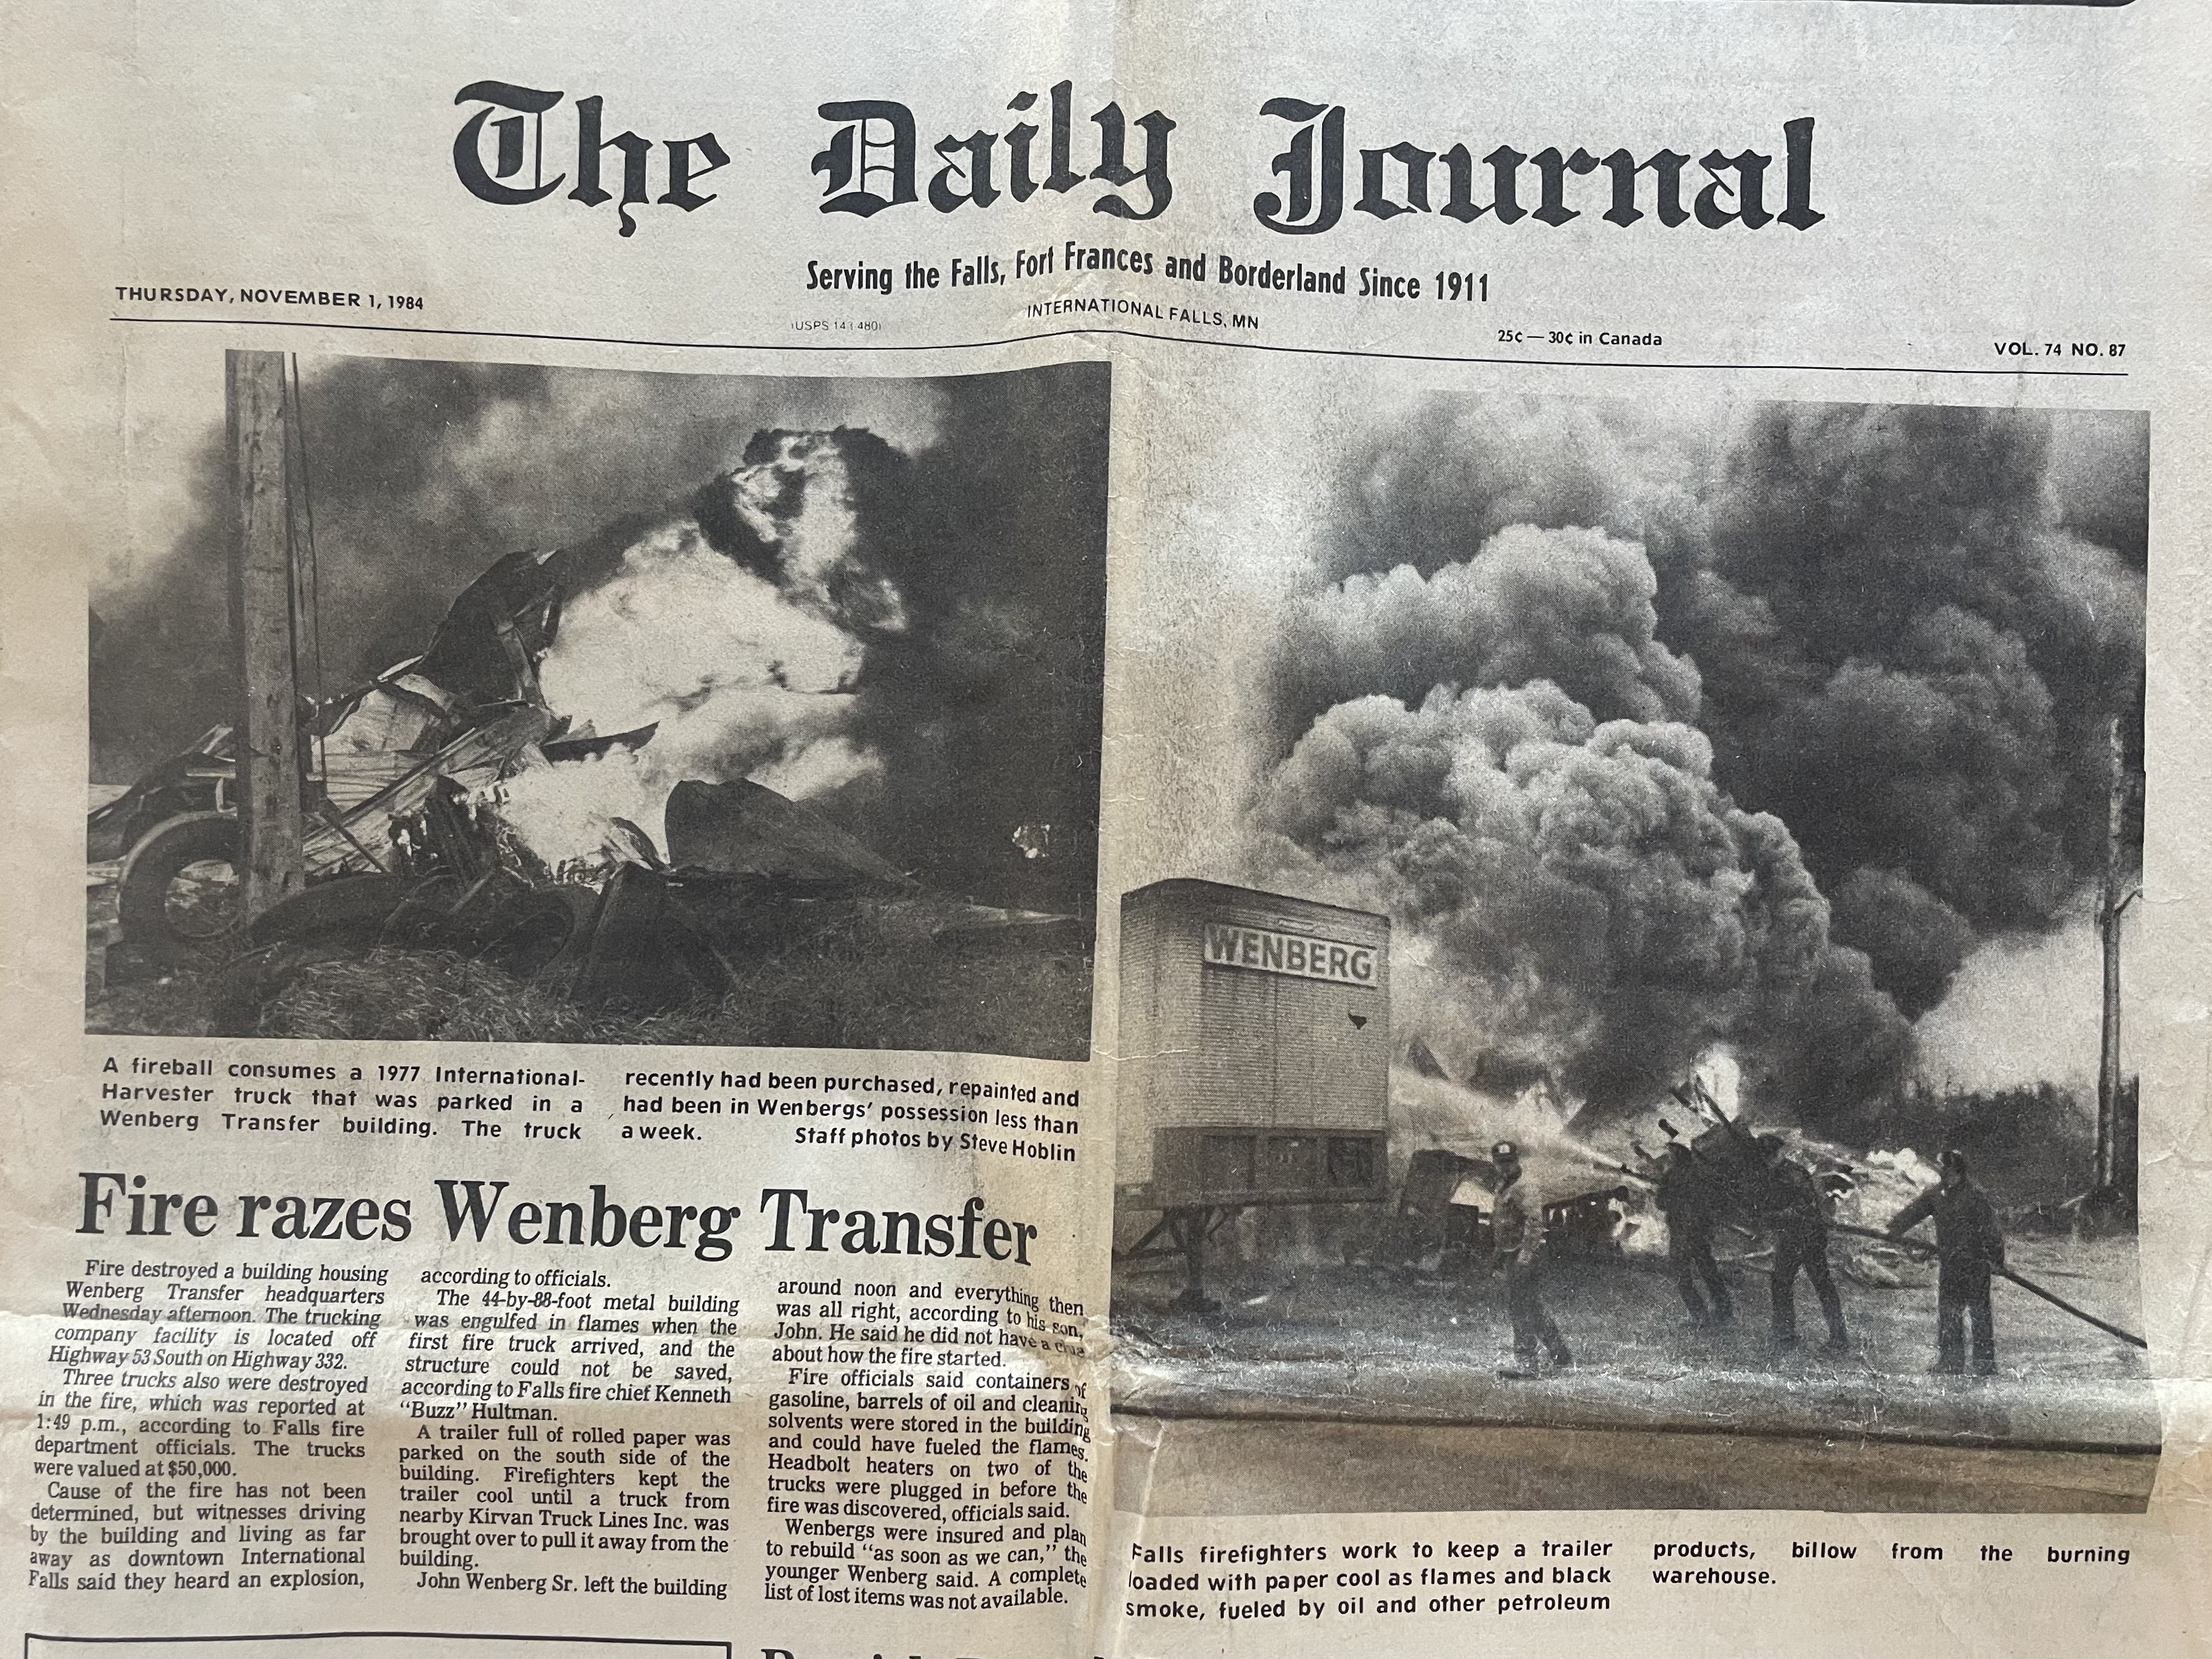 The Daily Journal
Serving the Falls, Fort Frances and Borderland Since 1911
THURSDAY, NOVEMBER 1, 1984
(USPS 14 480)
INTERNATIONAL FALLS, MN
25¢ — 30¢ in Canada
VOL. 74 NO. 87
WENBERG
A fireball consumes a 1977 International-
Harvester truck that was parked in a
Wenberg Transfer building. The truck
recently had been purchased, repainted and
had been in Wenbergs' possession less than
a week.
Staff photos by Steve Hoblin
Fire razes Wenberg Transfer
Fire destroyed a building housing
Wenberg Transfer headquarters
Wednesday afternoon. The trucking
company facility is located off
Highway 53 South on Highway 332.
Three trucks also were destroyed
in the fire, which was reported at
1:49 p.m., according to Falls fire
department officials. The trucks
were valued at $50,000.
Cause of the fire has not been
determined, but witnesses driving
by the building and living as far
away as downtown International
Falls said they heard an explosion,
according to officials.
The 44-by-88-foot metal building
was engulfed in flames when the
first fire truck arrived, and the
structure could not be saved,
according to Falls fire chief Kenneth
"Buzz" Hultman.
A trailer full of rolled paper was
parked on the south side of the
building. Firefighters kept the
trailer cool until a truck from
nearby Kirvan Truck Lines Inc. was
brought over to pull it away from the
building.
John Wenberg Sr. left the building
around noon and everything then
was all right, according to his son,
John. He said he did not have a clue
about how the fire started.
Fire officials said containers of
gasoline, barrels of oil and cleaning
solvents were stored in the building
and could have fueled the flames.
Headbolt heaters on two of the
trucks were plugged in before the
fire was discovered, officials said.
Wenbergs were insured and plan
to rebuild "as soon as we can," the
younger Wenberg said. A complete
list of lost items was not available.
Falls firefighters work to keep a trailer
loaded with paper cool as flames and black
smoke, fueled by oil and other petroleum
products, billow from the burning
warehouse.